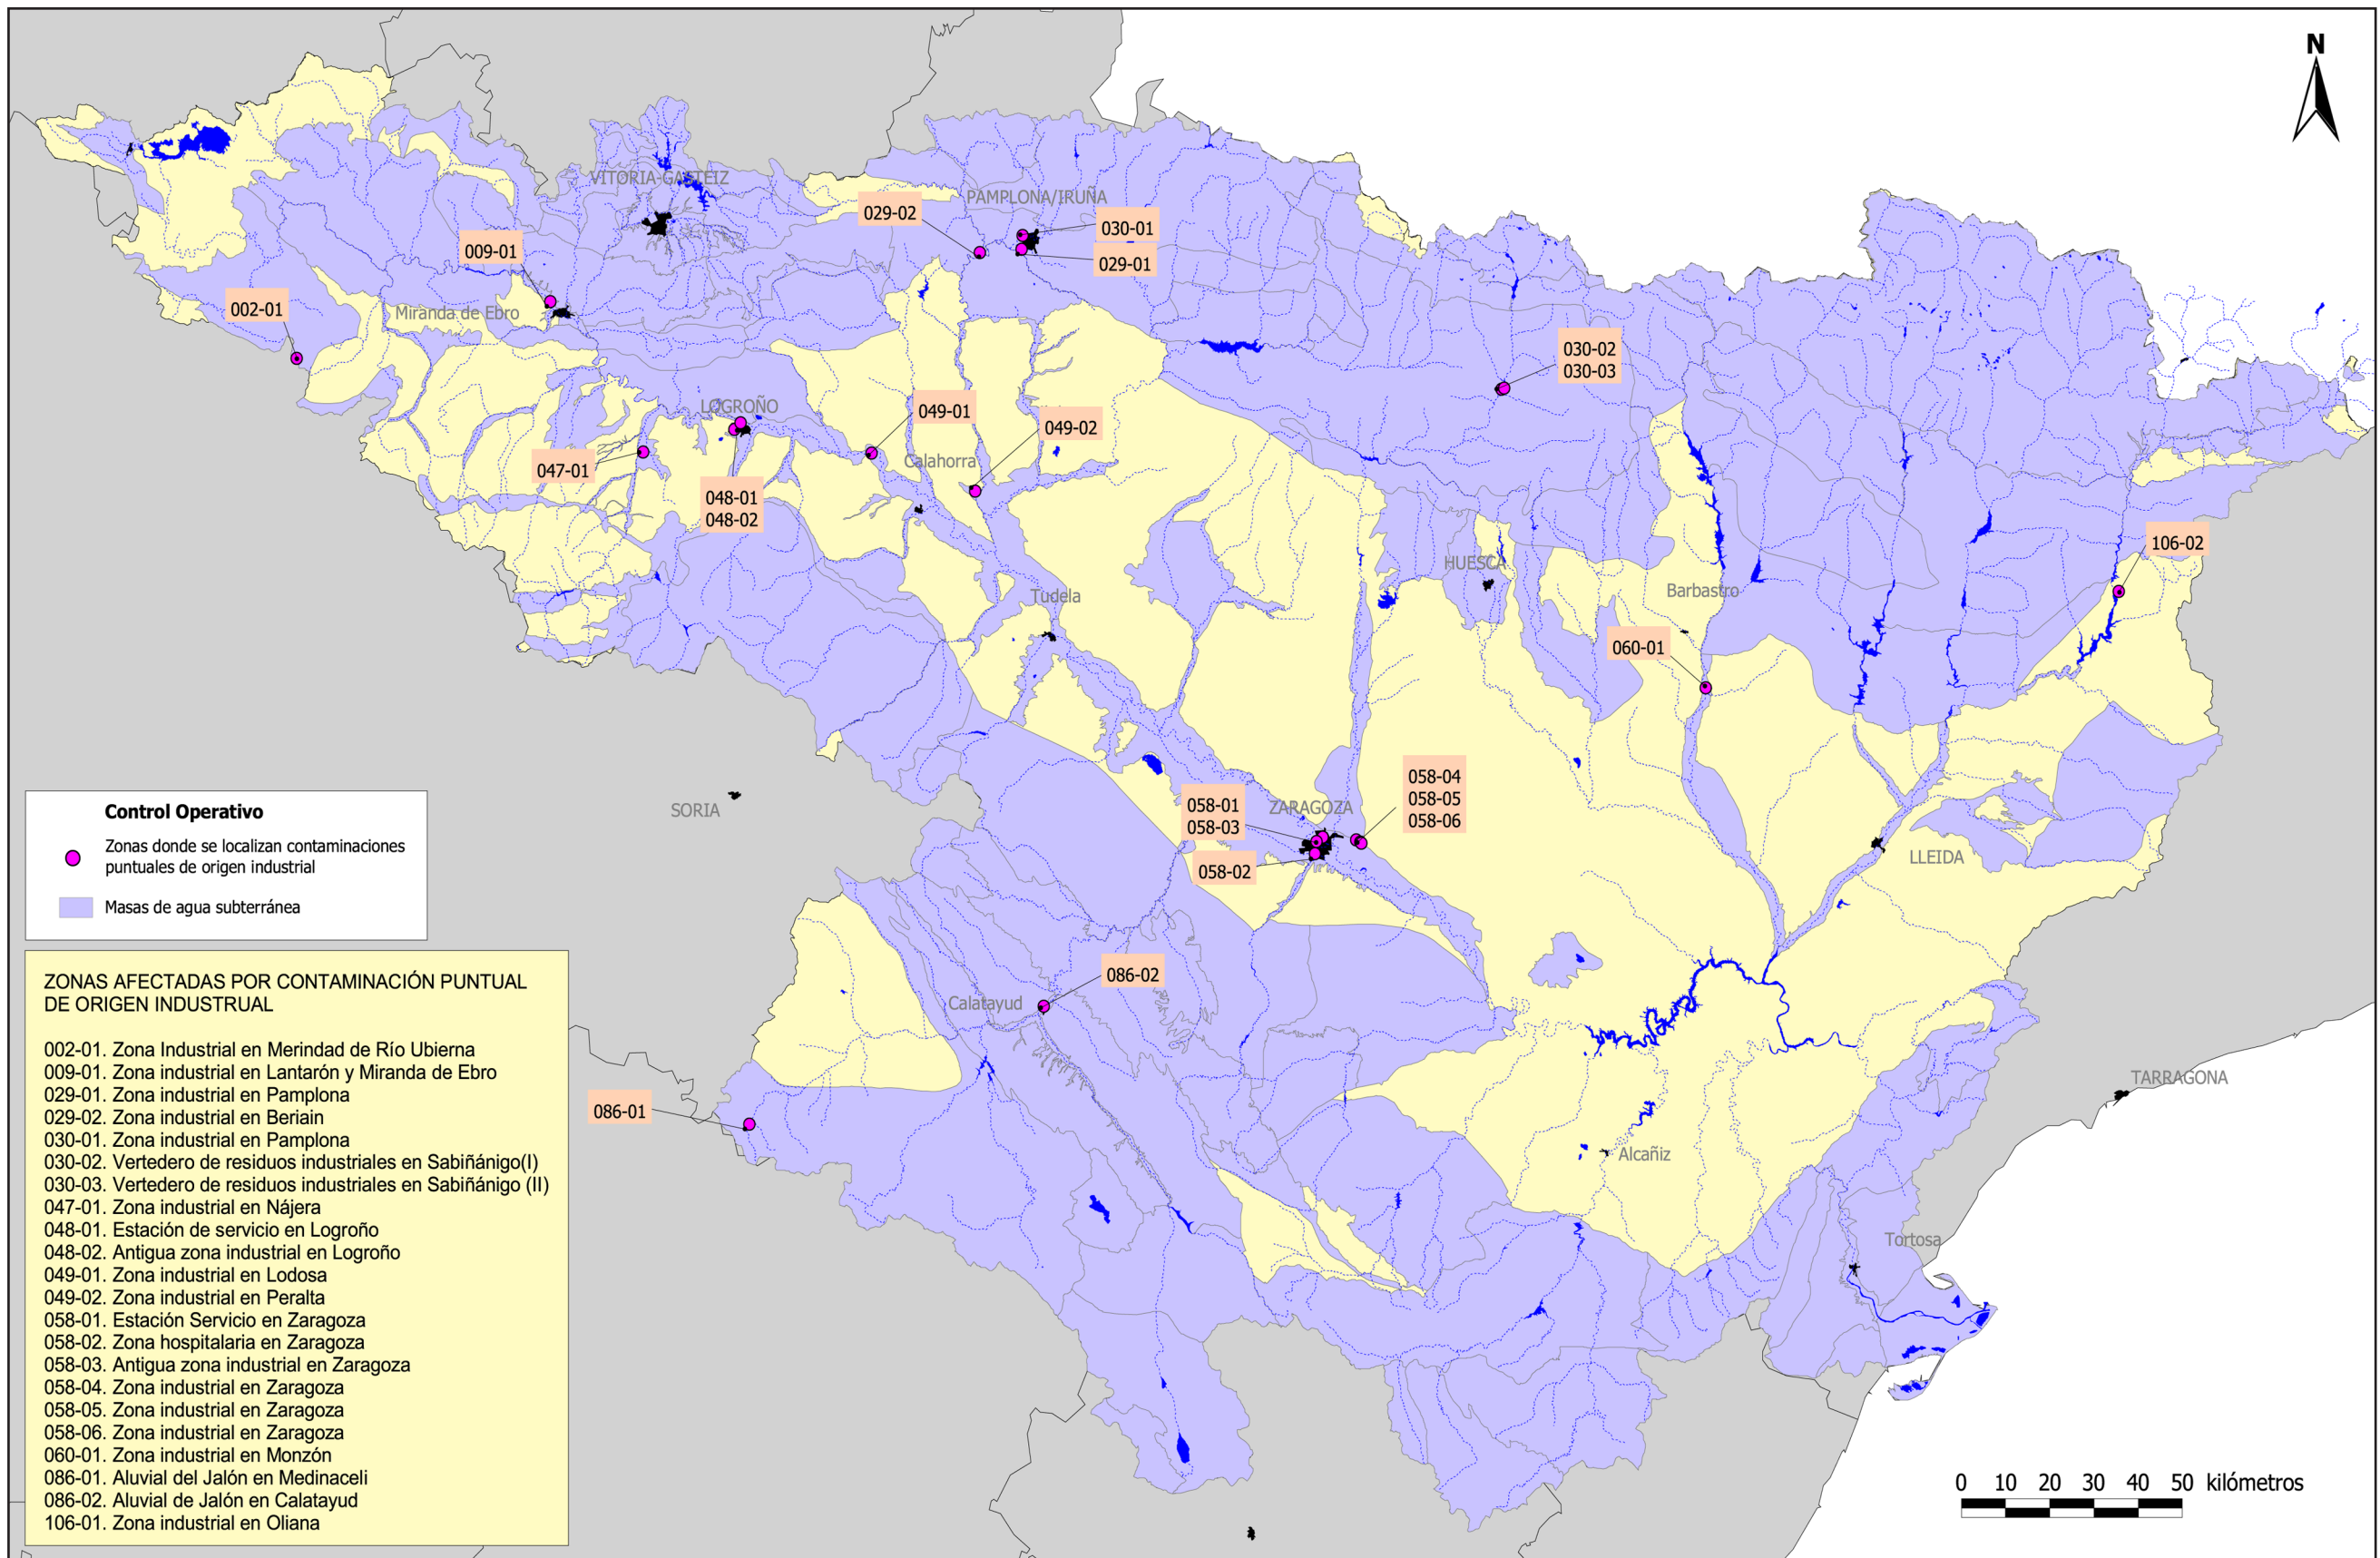 N
VITORIA-GASTEIZ
PAMPLONA/IRUÑA
029-02
030-01
029-01
009-01
002-01
Miranda de Ebro
030-02
030-03
LOGROÑO
049-01
049-02
Calahorra
047-01
048-01
048-02
106-02
HUESCA
Barbastro
Tudela
060-01
058-04
058-05
058-06
058-01
058-03
ZARAGOZA
058-02
SORIA
LLEIDA
Control Operativo
Zonas donde se localizan contaminaciones
puntuales de origen industrial
Masas de agua subterránea
086-02
Calatayud
086-01
TARRAGONA
Alcañiz
Tortosa
ZONAS AFECTADAS POR CONTAMINACIÓN PUNTUAL
DE ORIGEN INDUSTRUAL
002-01. Zona Industrial en Merindad de Río Ubierna
009-01. Zona industrial en Lantarón y Miranda de Ebro
029-01. Zona industrial en Pamplona
029-02. Zona industrial en Beriain
030-01. Zona industrial en Pamplona
030-02. Vertedero de residuos industriales en Sabiñánigo(I)
030-03. Vertedero de residuos industriales en Sabiñánigo (II)
047-01. Zona industrial en Nájera
048-01. Estación de servicio en Logroño
048-02. Antigua zona industrial en Logroño
049-01. Zona industrial en Lodosa
049-02. Zona industrial en Peralta
058-01. Estación Servicio en Zaragoza
058-02. Zona hospitalaria en Zaragoza
058-03. Antigua zona industrial en Zaragoza
058-04. Zona industrial en Zaragoza
058-05. Zona industrial en Zaragoza
058-06. Zona industrial en Zaragoza
060-01. Zona industrial en Monzón
086-01. Aluvial del Jalón en Medinaceli
086-02. Aluvial de Jalón en Calatayud
106-01. Zona industrial en Oliana
0 10 20 30 40 50 kilómetros